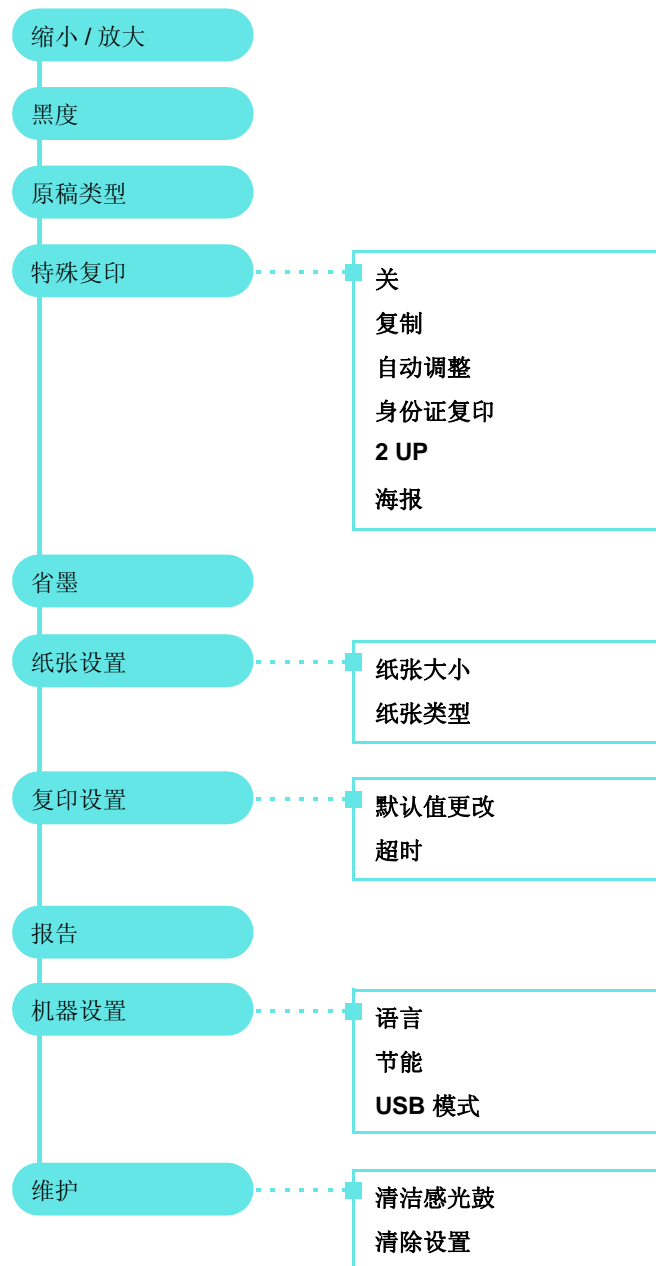 缩小 / 放大
黑度
原稿类型
特殊复印
关
复制
自动调整
身份证复印
2 UP
海报
省墨
纸张设置
纸张大小
纸张类型
复印设置
默认值更改
超时
报告
机器设置
语言
节能
USB 模式
维护
清洁感光鼓
清除设置